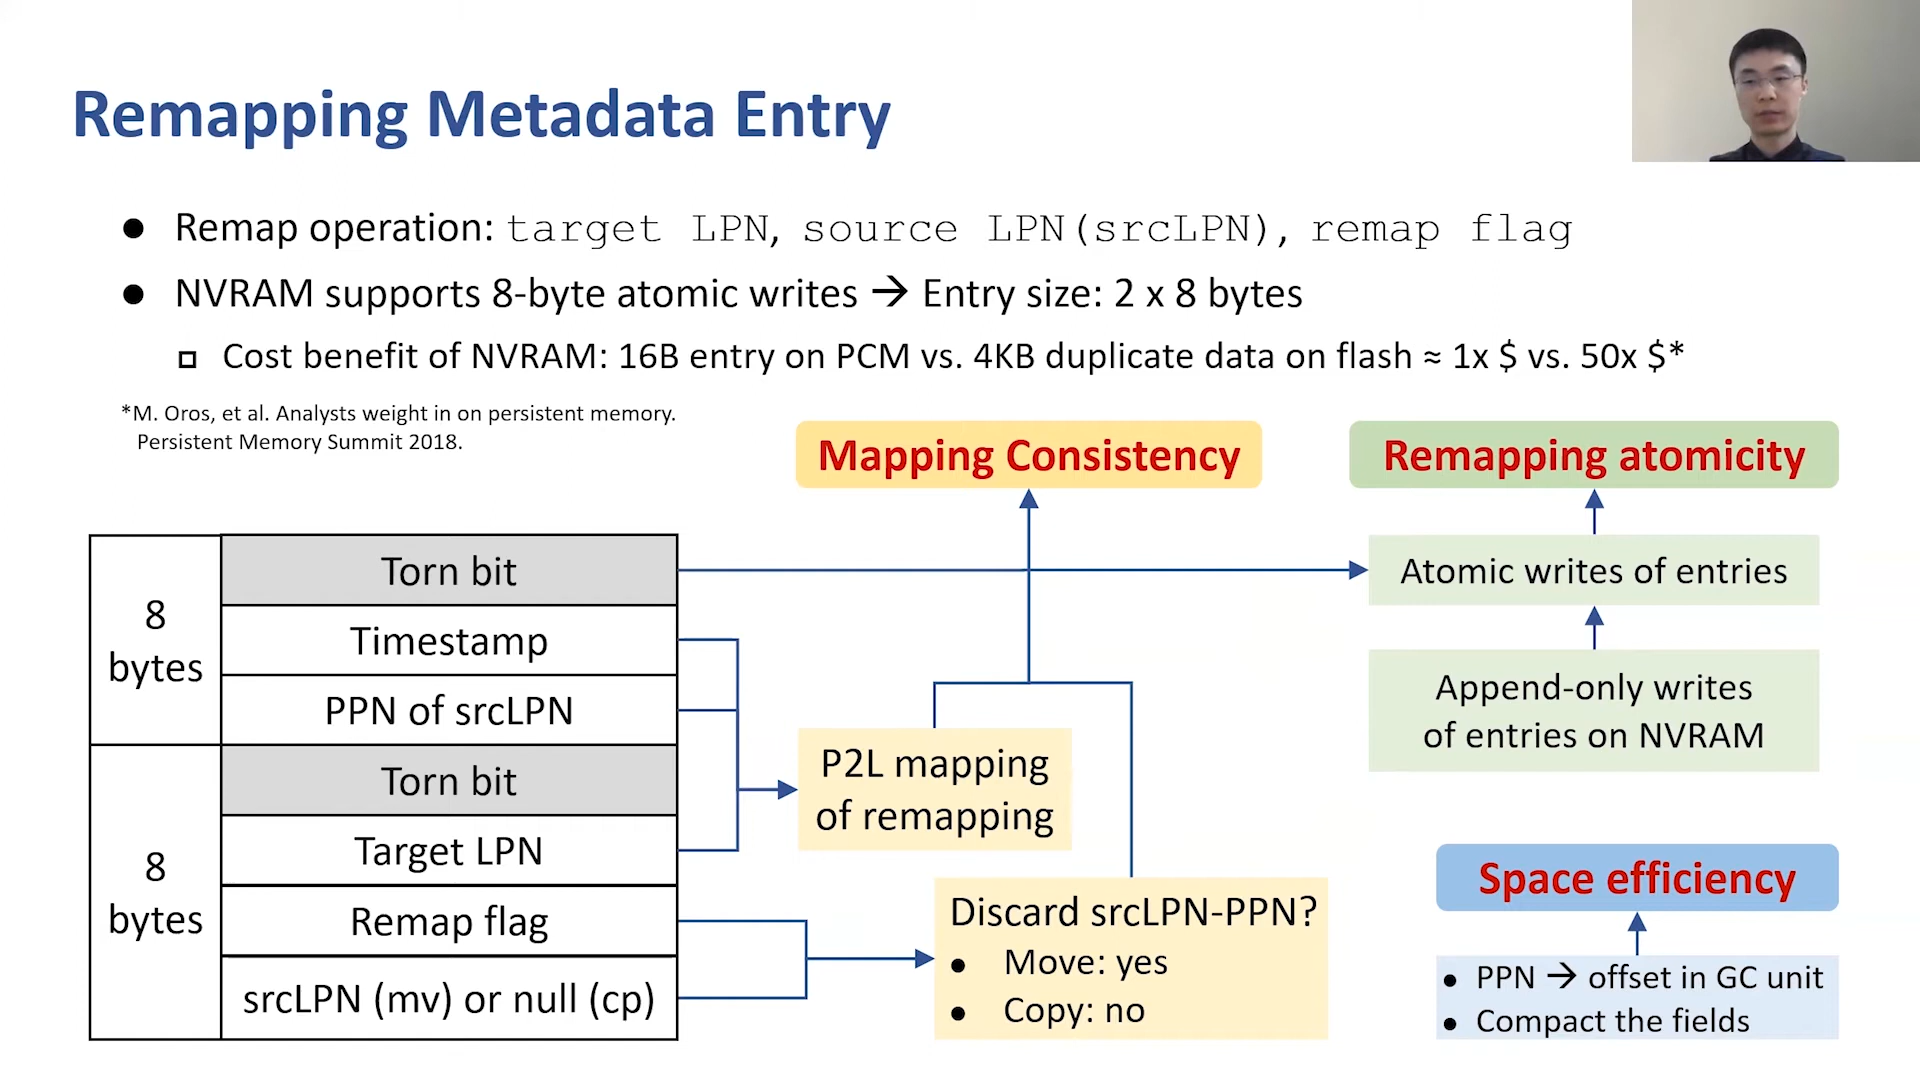 Remapping Metadata Entry
● Remap operation: target LPN, source LPN(srcLPN), remap flag
● NVRAM supports 8-byte atomic writes → Entry size: 2 x 8 bytes
Cost benefit of NVRAM: 16B entry on PCM vs. 4KB duplicate data on flash ≈ 1x $ vs. 50x $*
*M. Oros, et al. Analysts weight in on persistent memory.
Persistent Memory Summit 2018.
Mapping Consistency
Remapping atomicity
8
bytes
Torn bit
Timestamp
PPN of srcLPN
8
bytes
Torn bit
Target LPN
Remap flag
srcLPN (mv) or null (cp)
P2L mapping
of remapping
Discard srcLPN-PPN?
● Move: yes
● Copy: no
Atomic writes of entries
Append-only writes
of entries on NVRAM
Space efficiency
● PPN → offset in GC unit
● Compact the fields